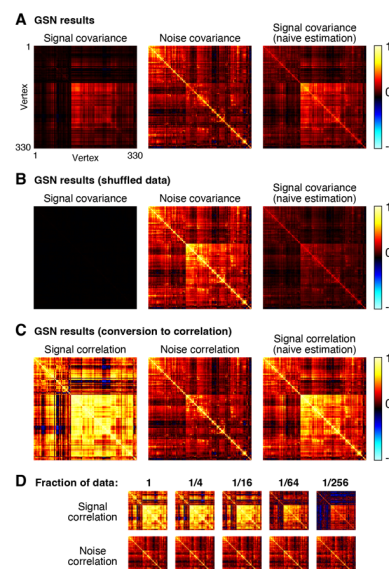 A GSN results
Signal covariance
Noise covariance
Signal covariance
(naive estimation)
1
Vertex
330
1
Vertex
330
1
0
B GSN results (shuffled data)
Signal covariance
Noise covariance
Signal covariance
(naive estimation)
1
0
C GSN results (conversion to correlation)
Signal correlation
Noise correlation
Signal correlation
(naive estimation)
1
0
D Fraction of data: 1 1/4 1/16 1/64 1/256
Signal
correlation
Noise
correlation